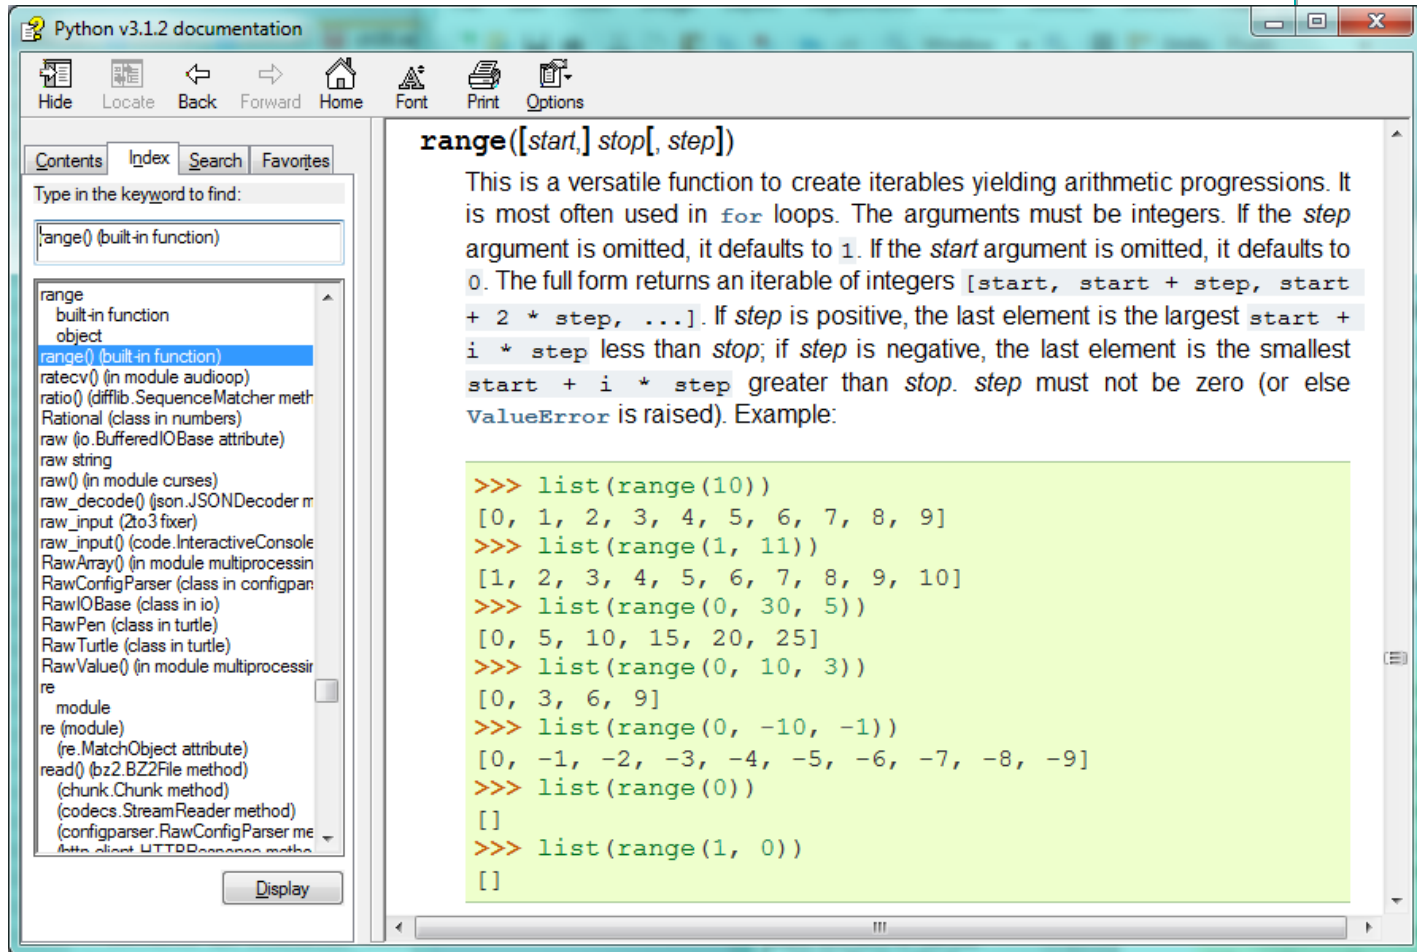 Python v3.1.2 documentation
Hide Locate Back Forward Home Font Print Options
Contents Index Search Favorites
Type in the keyword to find:
range() (built-in function)
range
built-in function
object
range() (built-in function)
ratecv() (in module audioop)
ratio() (difflib.SequenceMatcher meth
Rational (class in numbers)
raw (io.BufferedIOBase attribute)
raw string
raw() (in module curses)
raw_decode() (json.JSONDecoder m
raw_input (2to3 fixer)
raw_input() (code.InteractiveConsole
RawArray() (in module multiprocessin
RawConfigParser (class in configpars
RawIOBase (class in io)
RawPen (class in turtle)
RawTurtle (class in turtle)
RawValue() (in module multiprocessin
re
module
re (module)
(re.MatchObject attribute)
read() (bz2.BZ2File method)
(chunk.Chunk method)
(codecs.StreamReader method)
(configparser.RawConfigParser me
(http.client.HTTPResponse metho
Display
range([start,] stop[, step])
This is a versatile function to create iterables yielding arithmetic progressions. It
is most often used in for loops. The arguments must be integers. If the step
argument is omitted, it defaults to 1. If the start argument is omitted, it defaults to
0. The full form returns an iterable of integers [start, start + step, start
+ 2 * step, ...]. If step is positive, the last element is the largest start +
i * step less than stop; if step is negative, the last element is the smallest
start + i * step greater than stop. step must not be zero (or else
ValueError is raised). Example:
>>> list(range(10))
[0, 1, 2, 3, 4, 5, 6, 7, 8, 9]
>>> list(range(1, 11))
[1, 2, 3, 4, 5, 6, 7, 8, 9, 10]
>>> list(range(0, 30, 5))
[0, 5, 10, 15, 20, 25]
>>> list(range(0, 10, 3))
[0, 3, 6, 9]
>>> list(range(0, -10, -1))
[0, -1, -2, -3, -4, -5, -6, -7, -8, -9]
>>> list(range(0))
[]
>>> list(range(1, 0))
[]